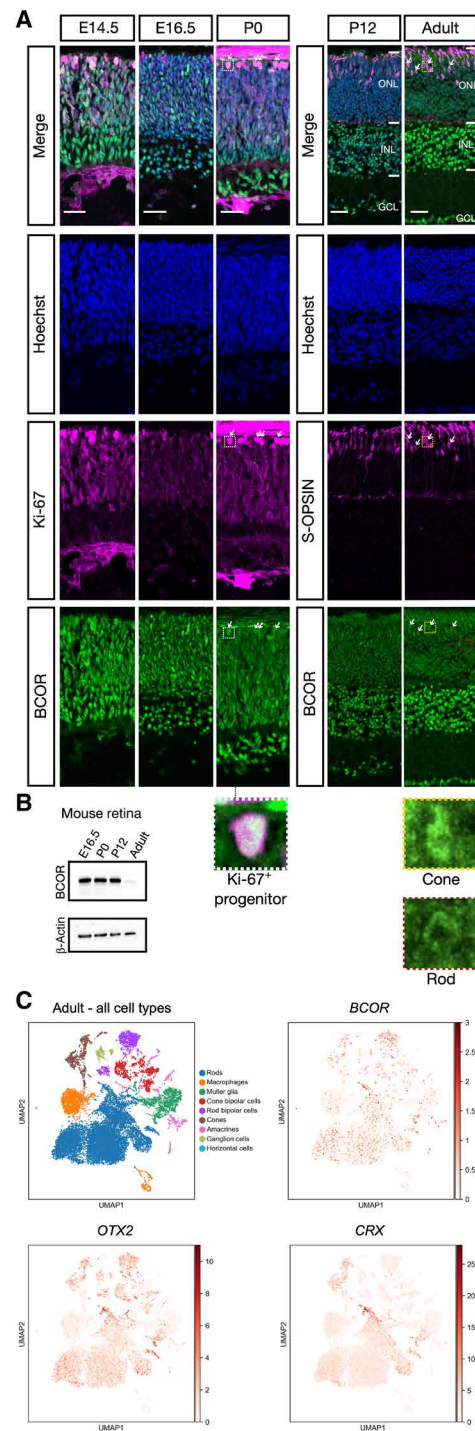 A
E14.5
E16.5
P0
P12
Adult
Merge
Merge
ONL
INL
GCL
ONL
INL
GCL
Hoechst
Hoechst
Ki-67
S-OPSIN
BCOR
BCOR
B
Mouse retina
E16.5
P0
P12
Adult
BCOR
β-Actin
Ki-67+
progenitor
Cone
Rod
C
Adult - all cell types
Rods
Macrophages
Muller glia
Cone bipolar cells
Rod bipolar cells
Cones
Amacrines
Ganglion cells
Horizontal cells
UMAP2
UMAP1
BCOR
3
2.5
2
1.5
1
0.5
0
UMAP2
UMAP1
OTX2
10
8
6
4
2
0
UMAP2
UMAP1
CRX
25
20
15
10
5
0
UMAP2
UMAP1